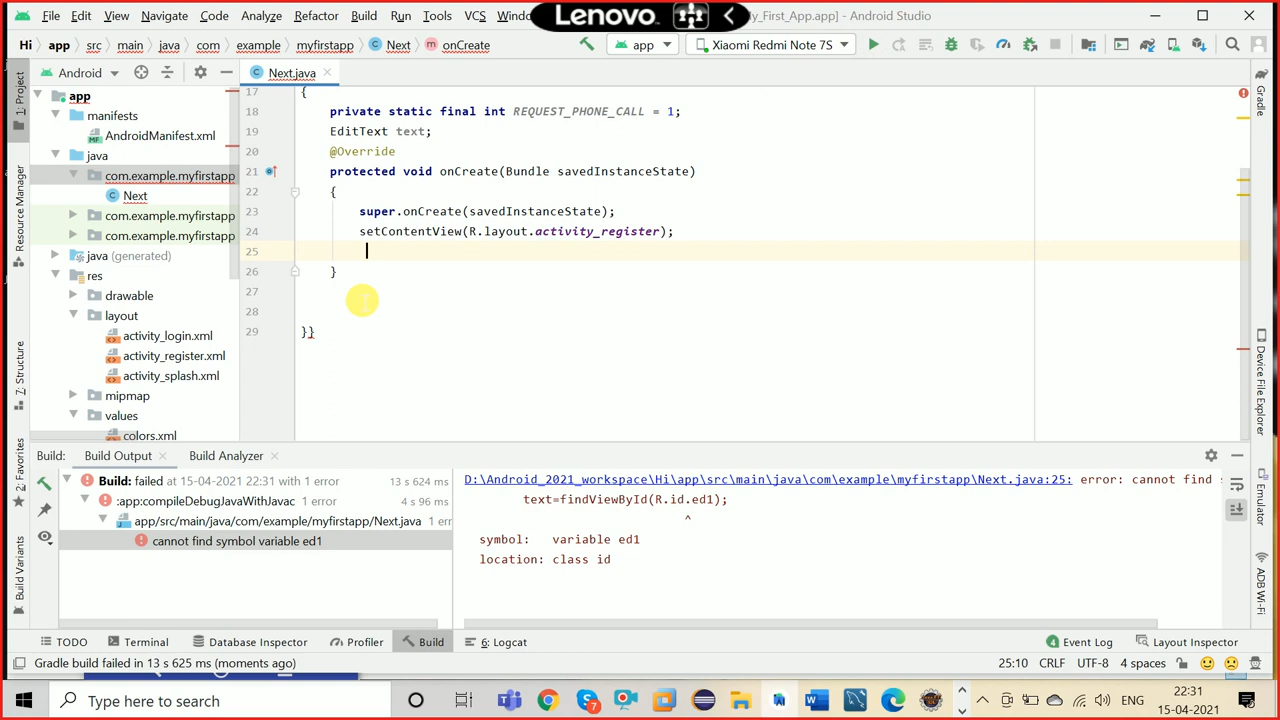 File Edit View Navigate Code Analyze Refactor Build Run Tools VCS Lenovo y_First_App.app] - Android Studio
Hi app src main java com example myfirstapp Next onCreate app Xiaomi Redmi Note 7S
Android Next.java
1: Project
Resource Manager
7: Structure
2: Favorites
Build Variants
app
manifests
AndroidManifest.xml
java
com.example.myfirstapp
Next
com.example.myfirstapp
com.example.myfirstapp
java (generated)
res
drawable
layout
activity_login.xml
activity_register.xml
activity_splash.xml
mipmap
values
colors.xml
17 {
18 private static final int REQUEST_PHONE_CALL = 1;
19 EditText text;
20 @Override
21 protected void onCreate(Bundle savedInstanceState)
22 {
23 super.onCreate(savedInstanceState);
24 setContentView(R.layout.activity_register);
25
26 }
27
28
29 }}
Gradle
Device File Explorer
Emulator
ADB Wi-Fi
Build: Build Output Build Analyzer
Build: failed at 15-04-2021 with 1 error 13 s 624 ms
:app:compileDebugJavaWithJavac 1 error 4 s 96 ms
app/src/main/java/com/example/myfirstapp/Next.java 1 err
cannot find symbol variable ed1
D:\Android_2021_workspace\Hi\app\src\main\java\com\example\myfirstapp\Next.java:25: error: cannot find
text=findViewById(R.id.ed1);
^
symbol: variable ed1
location: class id
TODO Terminal Database Inspector Profiler Build 6: Logcat 4 Event Log Layout Inspector
Gradle build failed in 13 s 625 ms (moments ago) 25:10 CRLF UTF-8 4 spaces
Type here to search 7 ENG 22:31
15-04-2021